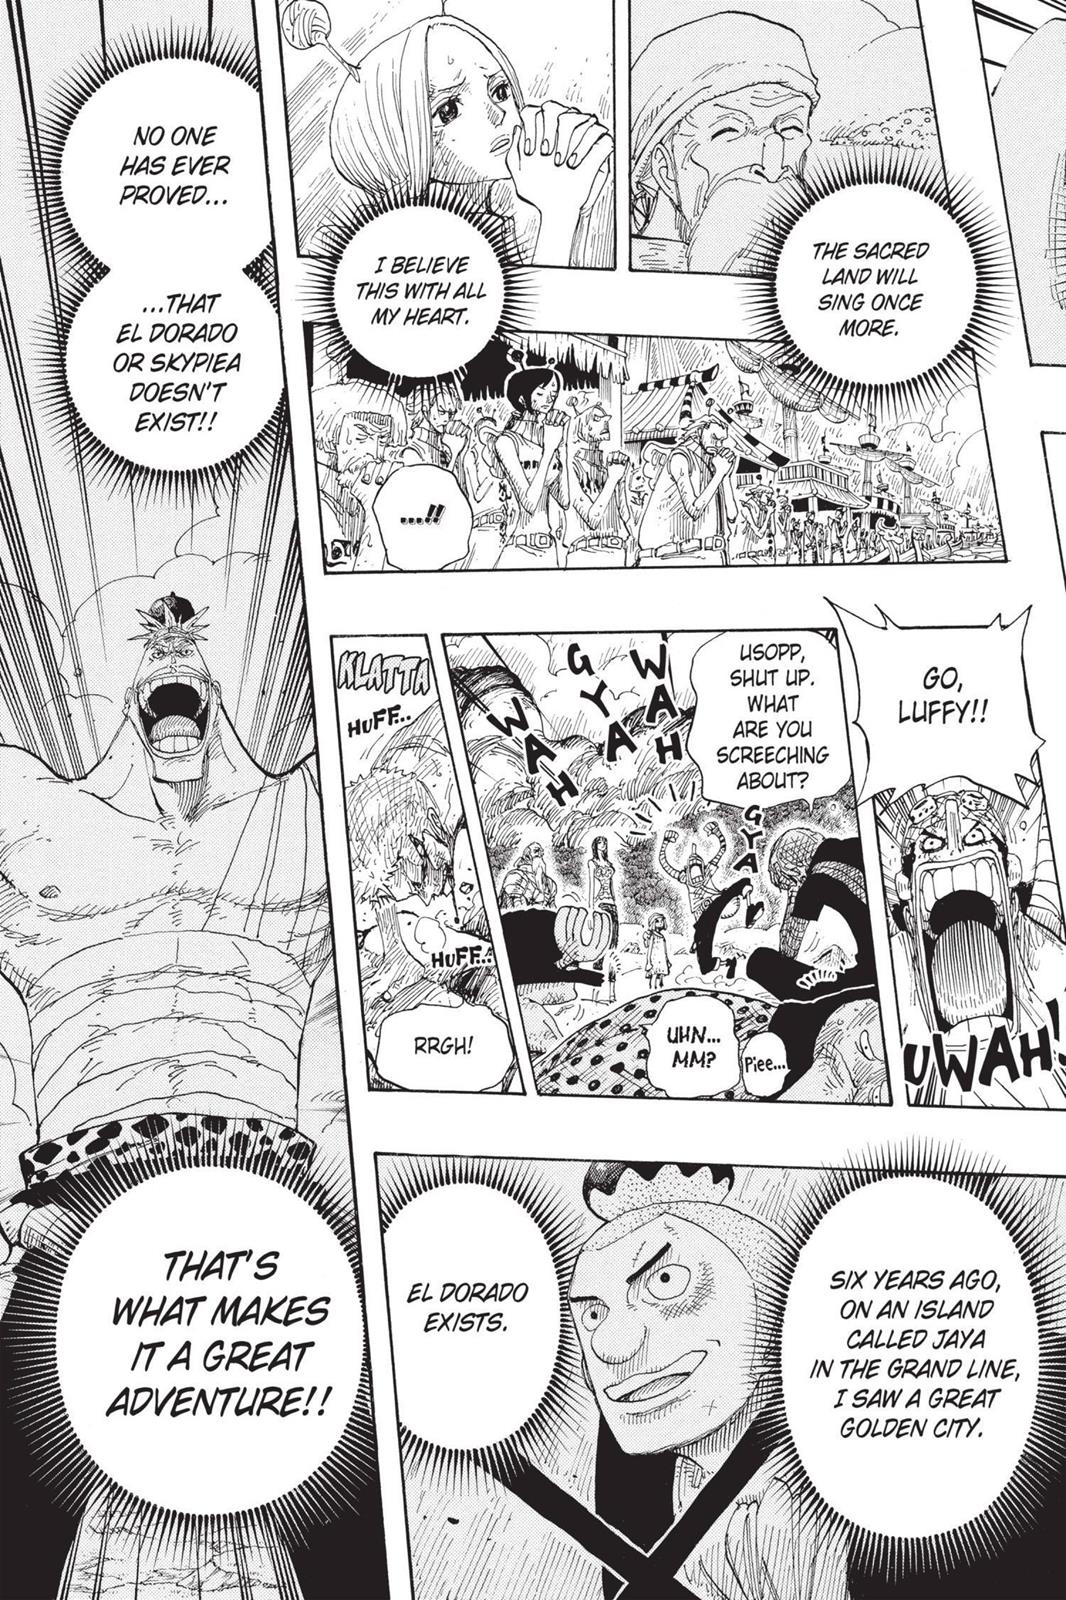 THE SACRED
LAND WILL
SING ONCE
MORE.
I BELIEVE
THIS WITH ALL
MY HEART.
....!!
GO,
LUFFY!!
UWAH!
USOPP,
SHUT UP.
WHAT
ARE YOU
SCREECHING
ABOUT?
WAH
GYA
WAH
GYA
UHN...
MM?
Piee...
KLATTA
HUFF...
HUFF...
RRGH!
SIX YEARS AGO,
ON AN ISLAND
CALLED JAYA
IN THE GRAND LINE,
I SAW A GREAT
GOLDEN CITY.
EL DORADO
EXISTS.
NO ONE
HAS EVER
PROVED...
...THAT
EL DORADO
OR SKYPIEA
DOESN'T
EXIST!!
THAT'S
WHAT MAKES
IT A GREAT
ADVENTURE!!